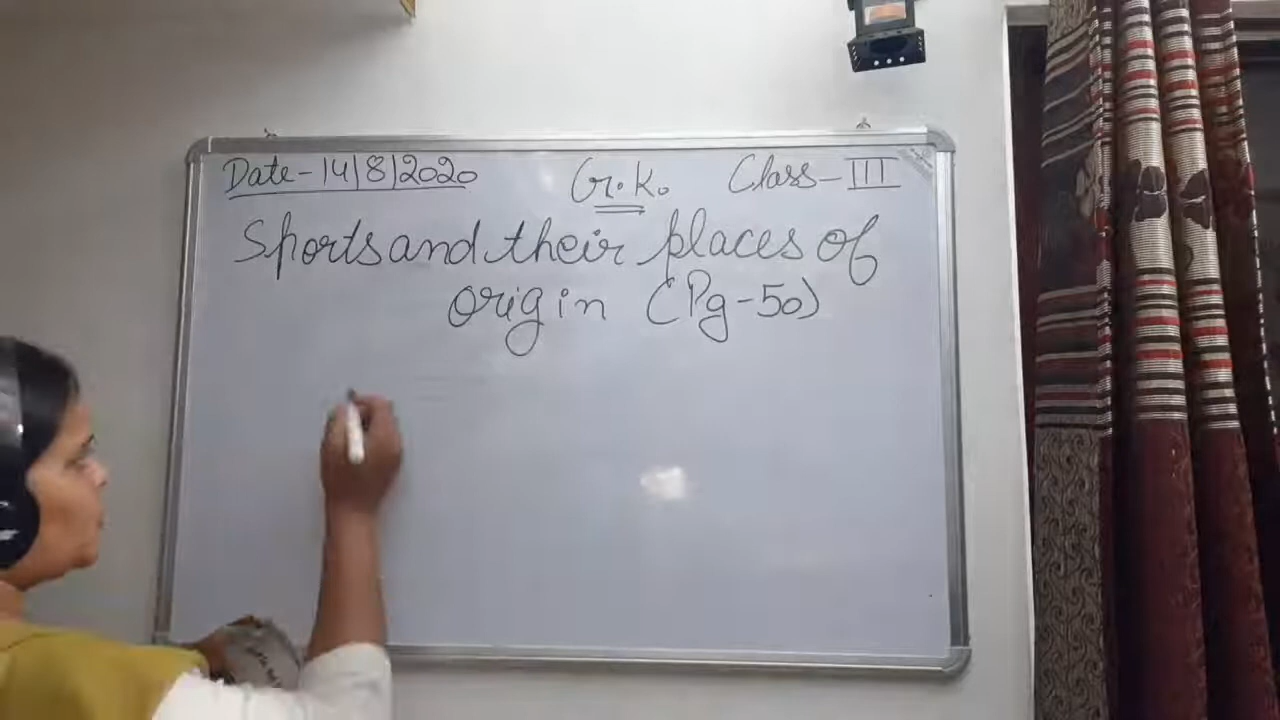 Date-14/8/2020 G.K. Class-III
Sports and their places of
origin (Pg-50)